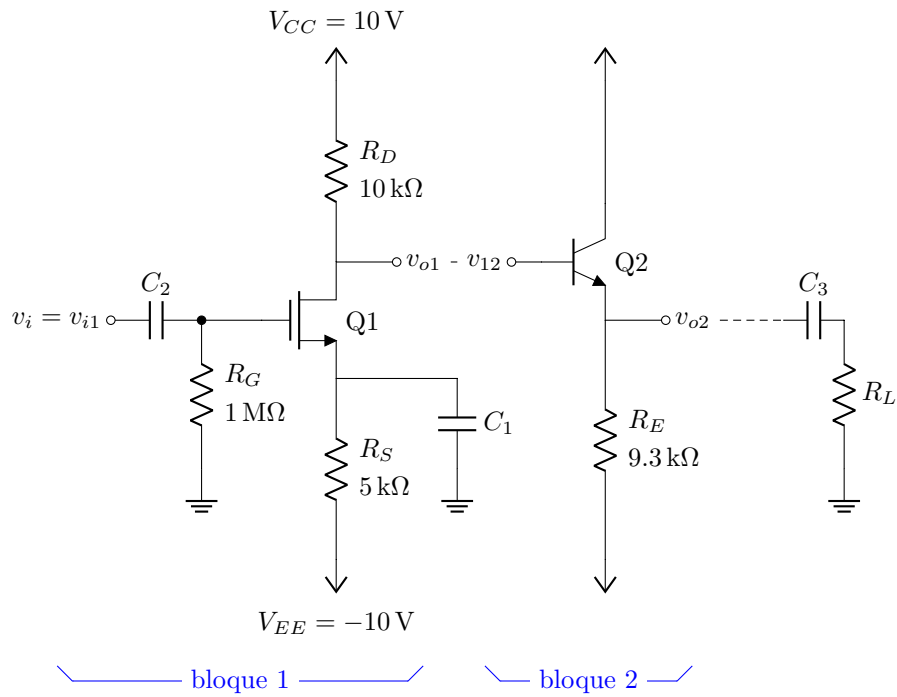 V_CC = 10 V
R_D
10 kΩ
v_o1 - v_12
Q2
C_2
C_3
v_i = v_i1
Q1
v_o2
R_G
1 MΩ
R_L
R_E
9.3 kΩ
C_1
R_S
5 kΩ
V_EE = −10 V
bloque 1
bloque 2